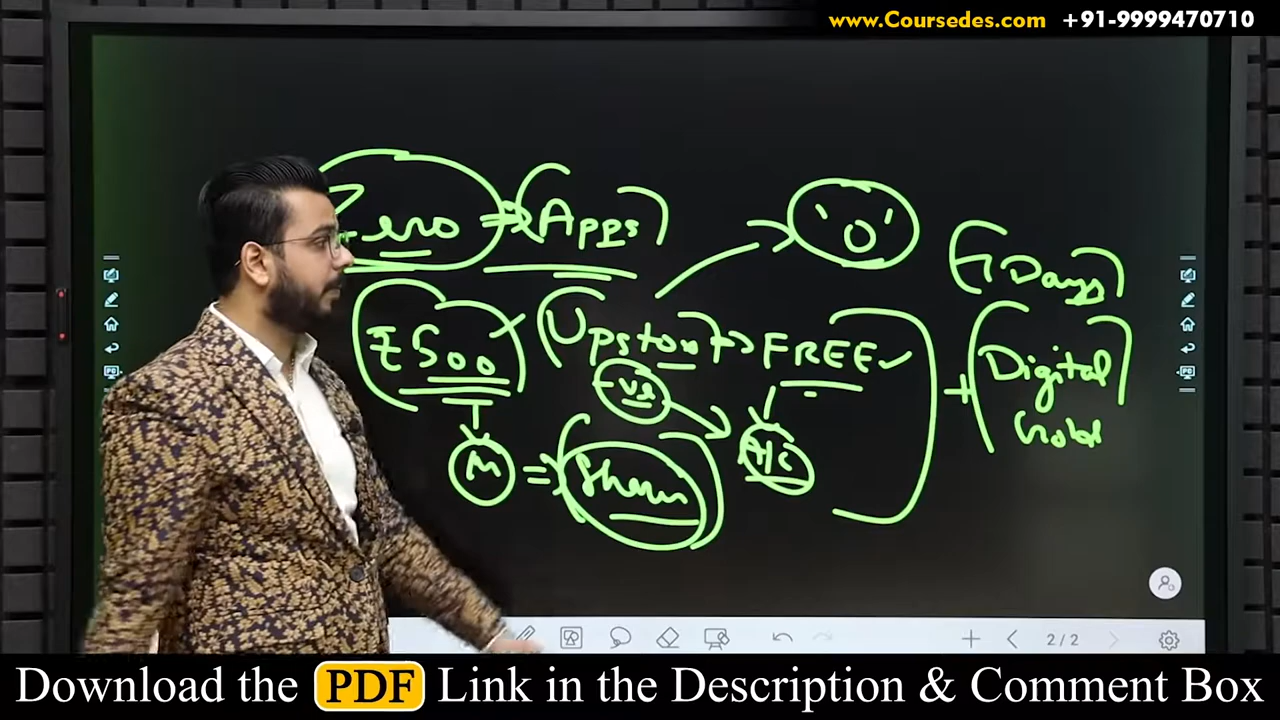 www.Coursedes.com +91-9999470710
Zero ⇒ (Apps) '0'
(7 Days)
₹500 (Upstox) → FREE ✓ + (Digital Gold
A/C
M ⇒ (Share
2/2
Download the PDF Link in the Description & Comment Box